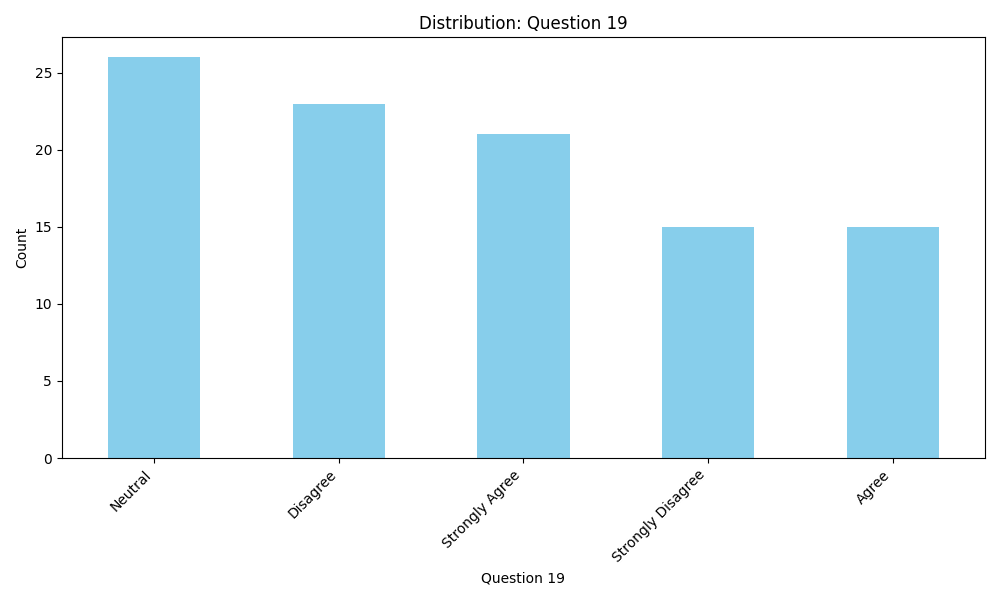 Distribution: Question 19
25
20
15
10
5
0
Count
Neutral
Disagree
Strongly Agree
Strongly Disagree
Agree
Question 19